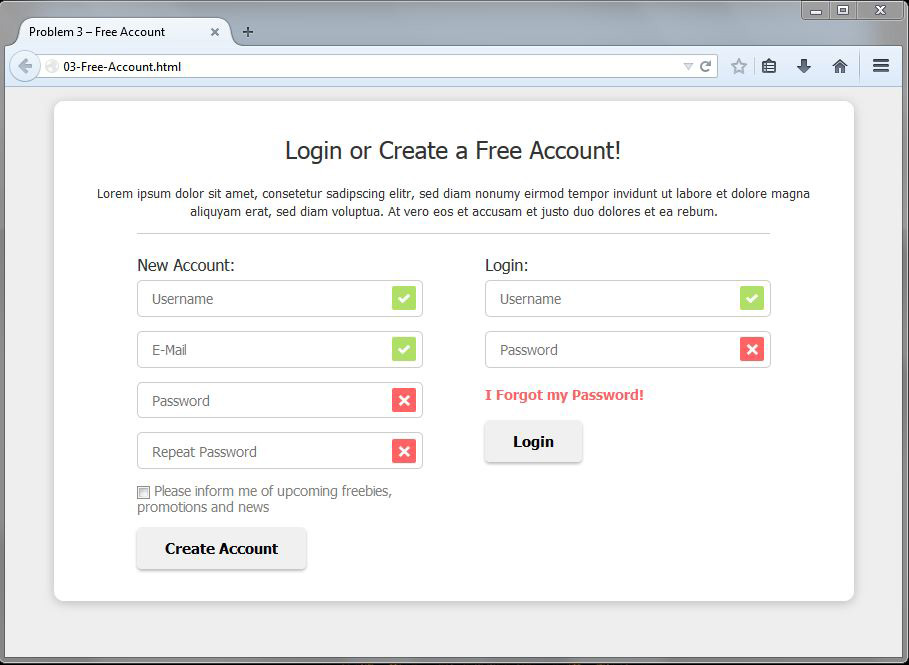 Problem 3 – Free Account
03-Free-Account.html
Login or Create a Free Account!
Lorem ipsum dolor sit amet, consetetur sadipscing elitr, sed diam nonumy eirmod tempor invidunt ut labore et dolore magna
aliquyam erat, sed diam voluptua. At vero eos et accusam et justo duo dolores et ea rebum.
New Account:
Username
E-Mail
Password
Repeat Password
Please inform me of upcoming freebies,
promotions and news
Create Account
Login:
Username
Password
I Forgot my Password!
Login